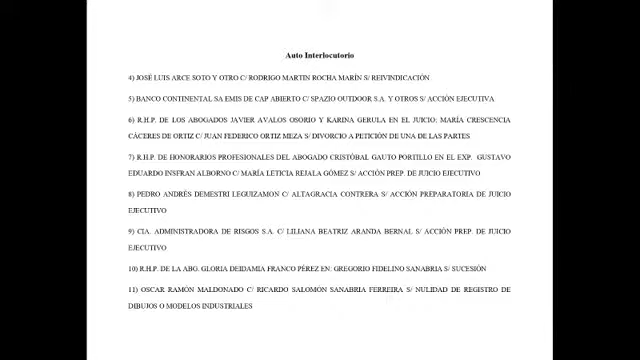 Auto Interlocutorio
4) JOSÉ LUIS ARCE SOTO Y OTRO C/ RODRIGO MARTIN ROCHA MARÍN S/ REIVINDICACIÓN
5) BANCO CONTINENTAL SA EMIS DE CAP ABIERTO C/ SPAZIO OUTDOOR S.A. Y OTROS S/ ACCIÓN EJECUTIVA
6) R.H.P. DE LOS ABOGADOS JAVIER AVALOS OSORIO Y KARINA GERULA EN EL JUICIO: MARÍA CRESCENCIA
CÁCERES DE ORTIZ C/ JUAN FEDERICO ORTIZ MEZA S/ DIVORCIO A PETICIÓN DE UNA DE LAS PARTES
7) R.H.P. DE HONORARIOS PROFESIONALES DEL ABOGADO CRISTÓBAL GAUTO PORTILLO EN EL EXP. GUSTAVO
EDUARDO INSFRAN ALBORNO C/ MARÍA LETICIA REJALA GÓMEZ S/ ACCIÓN PREP. DE JUICIO EJECUTIVO
8) PEDRO ANDRÉS DEMESTRI LEGUIZAMON C/ ALTAGRACIA CONTRERA S/ ACCIÓN PREPARATORIA DE JUICIO
EJECUTIVO
9) CIA. ADMINISTRADORA DE RISGOS S.A. C/ LILIANA BEATRIZ ARANDA BERNAL S/ ACCIÓN PREP. DE JUICIO
EJECUTIVO
10) R.H.P. DE LA ABG. GLORIA DEIDAMIA FRANCO PÉREZ EN: GREGORIO FIDELINO SANABRIA S/ SUCESIÓN
11) OSCAR RAMÓN MALDONADO C/ RICARDO SALOMÓN SANABRIA FERREIRA S/ NULIDAD DE REGISTRO DE
DIBUJOS O MODELOS INDUSTRIALES